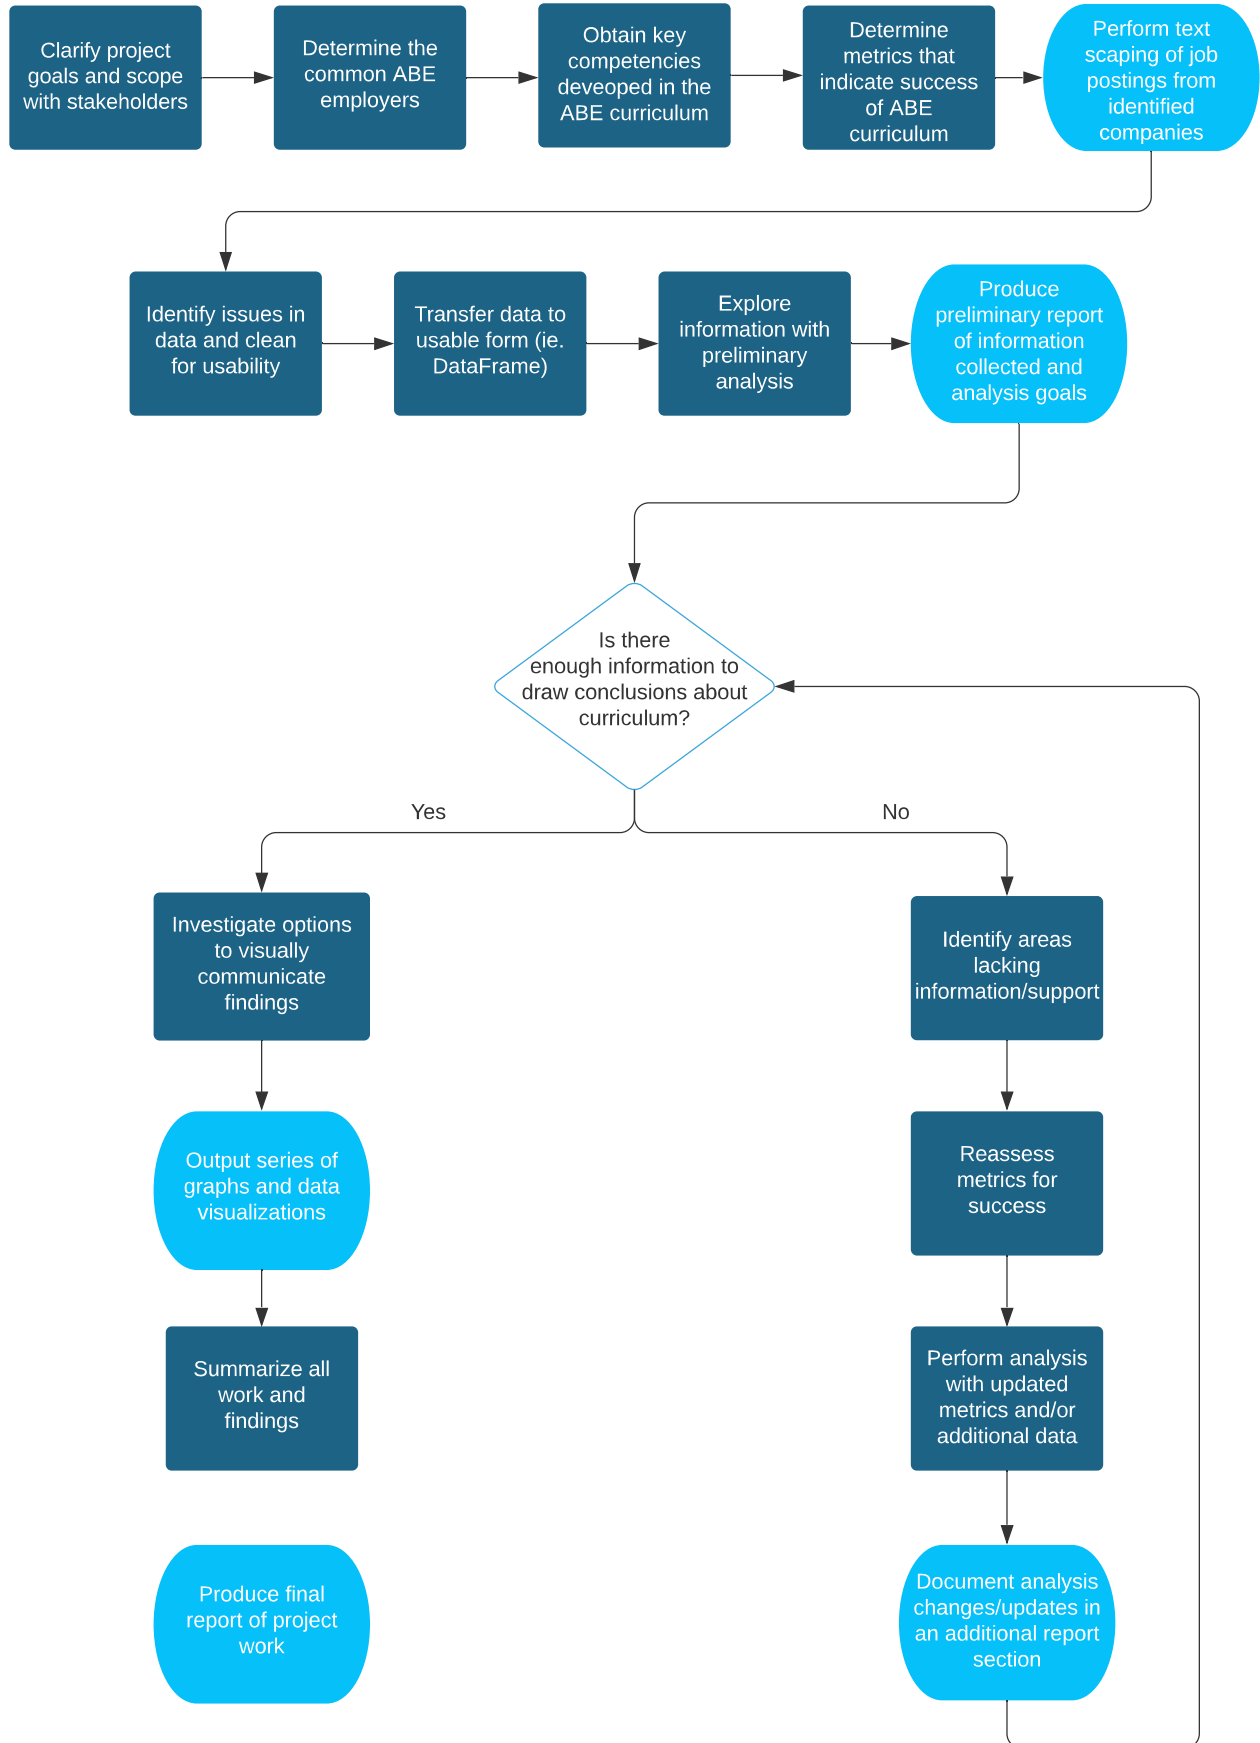 Clarify project
goals and scope
with stakeholders
Determine the
common ABE
employers
Obtain key
competencies
deveoped in the
ABE curriculum
Determine
metrics that
indicate success
of ABE
curriculum
Perform text
scaping of job
postings from
identified
companies
Identify issues in
data and clean
for usability
Transfer data to
usable form (ie.
DataFrame)
Explore
information with
preliminary
analysis
Produce
preliminary report
of information
collected and
analysis goals
Is there
enough information to
draw conclusions about
curriculum?
Yes
No
Investigate options
to visually
communicate
findings
Output series of
graphs and data
visualizations
Summarize all
work and
findings
Produce final
report of project
work
Identify areas
lacking
information/support
Reassess
metrics for
success
Perform analysis
with updated
metrics and/or
additional data
Document analysis
changes/updates in
an additional report
section